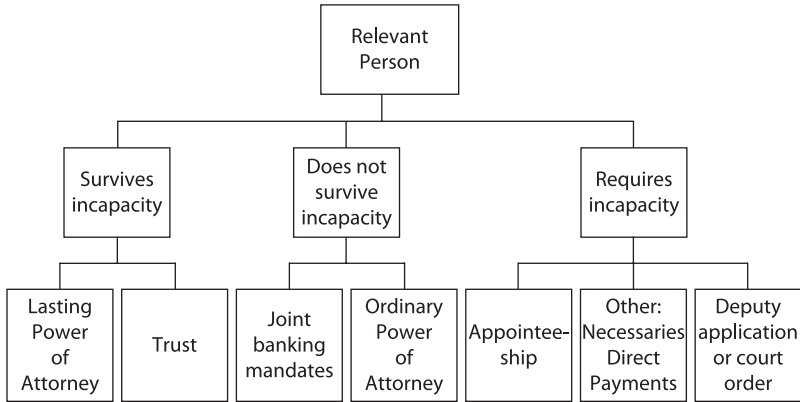 Relevant
Person
Survives
incapacity
Does not
survive
incapacity
Requires
incapacity
Lasting
Power
of
Attorney
Trust
Joint
banking
mandates
Ordinary
Power
of
Attorney
Appointee-
ship
Other:
Necessaries
Direct
Payments
Deputy
application
or court
order